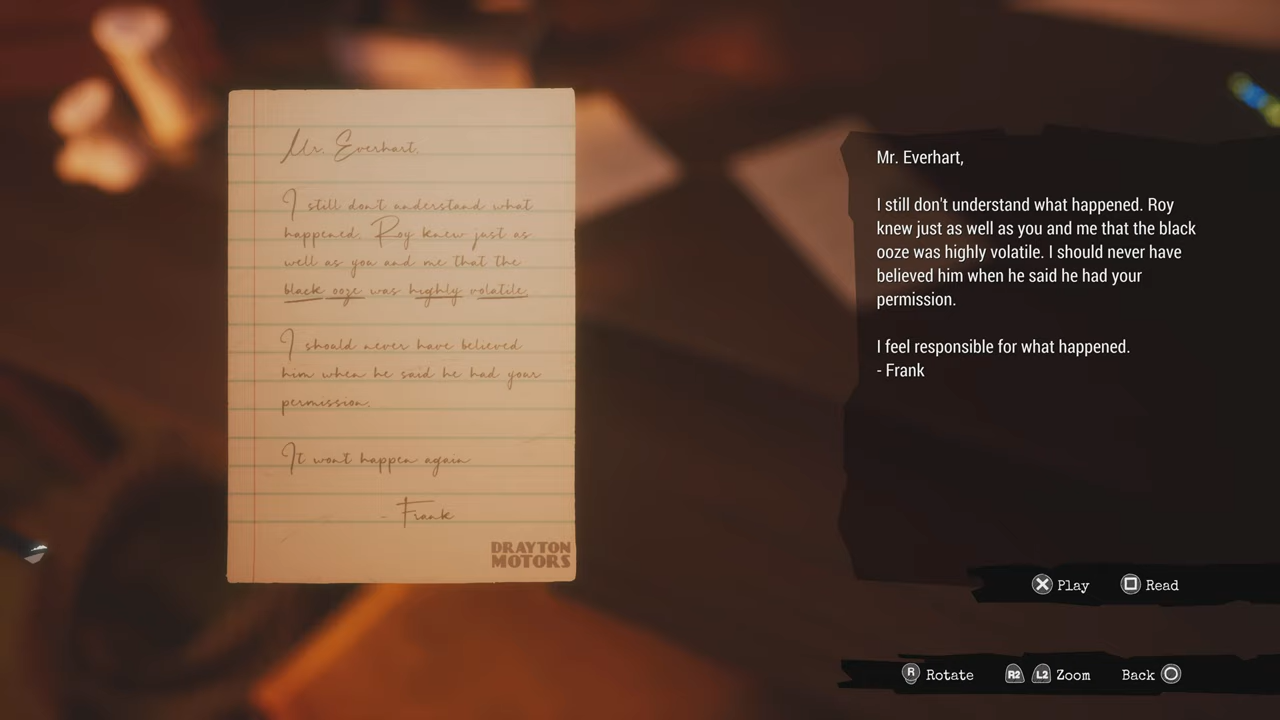 Mr. Everhart,
I still don't understand what
happened. Roy knew just as
well as you and me that the
black ooze was highly volatile.
I should never have believed
him when he said he had your
permission.
It won't happen again
- Frank
DRAYTON
MOTORS
Mr. Everhart,
I still don't understand what happened. Roy
knew just as well as you and me that the black
ooze was highly volatile. I should never have
believed him when he said he had your
permission.
I feel responsible for what happened.
- Frank
Play
Read
R Rotate
R2 L2 Zoom
Back